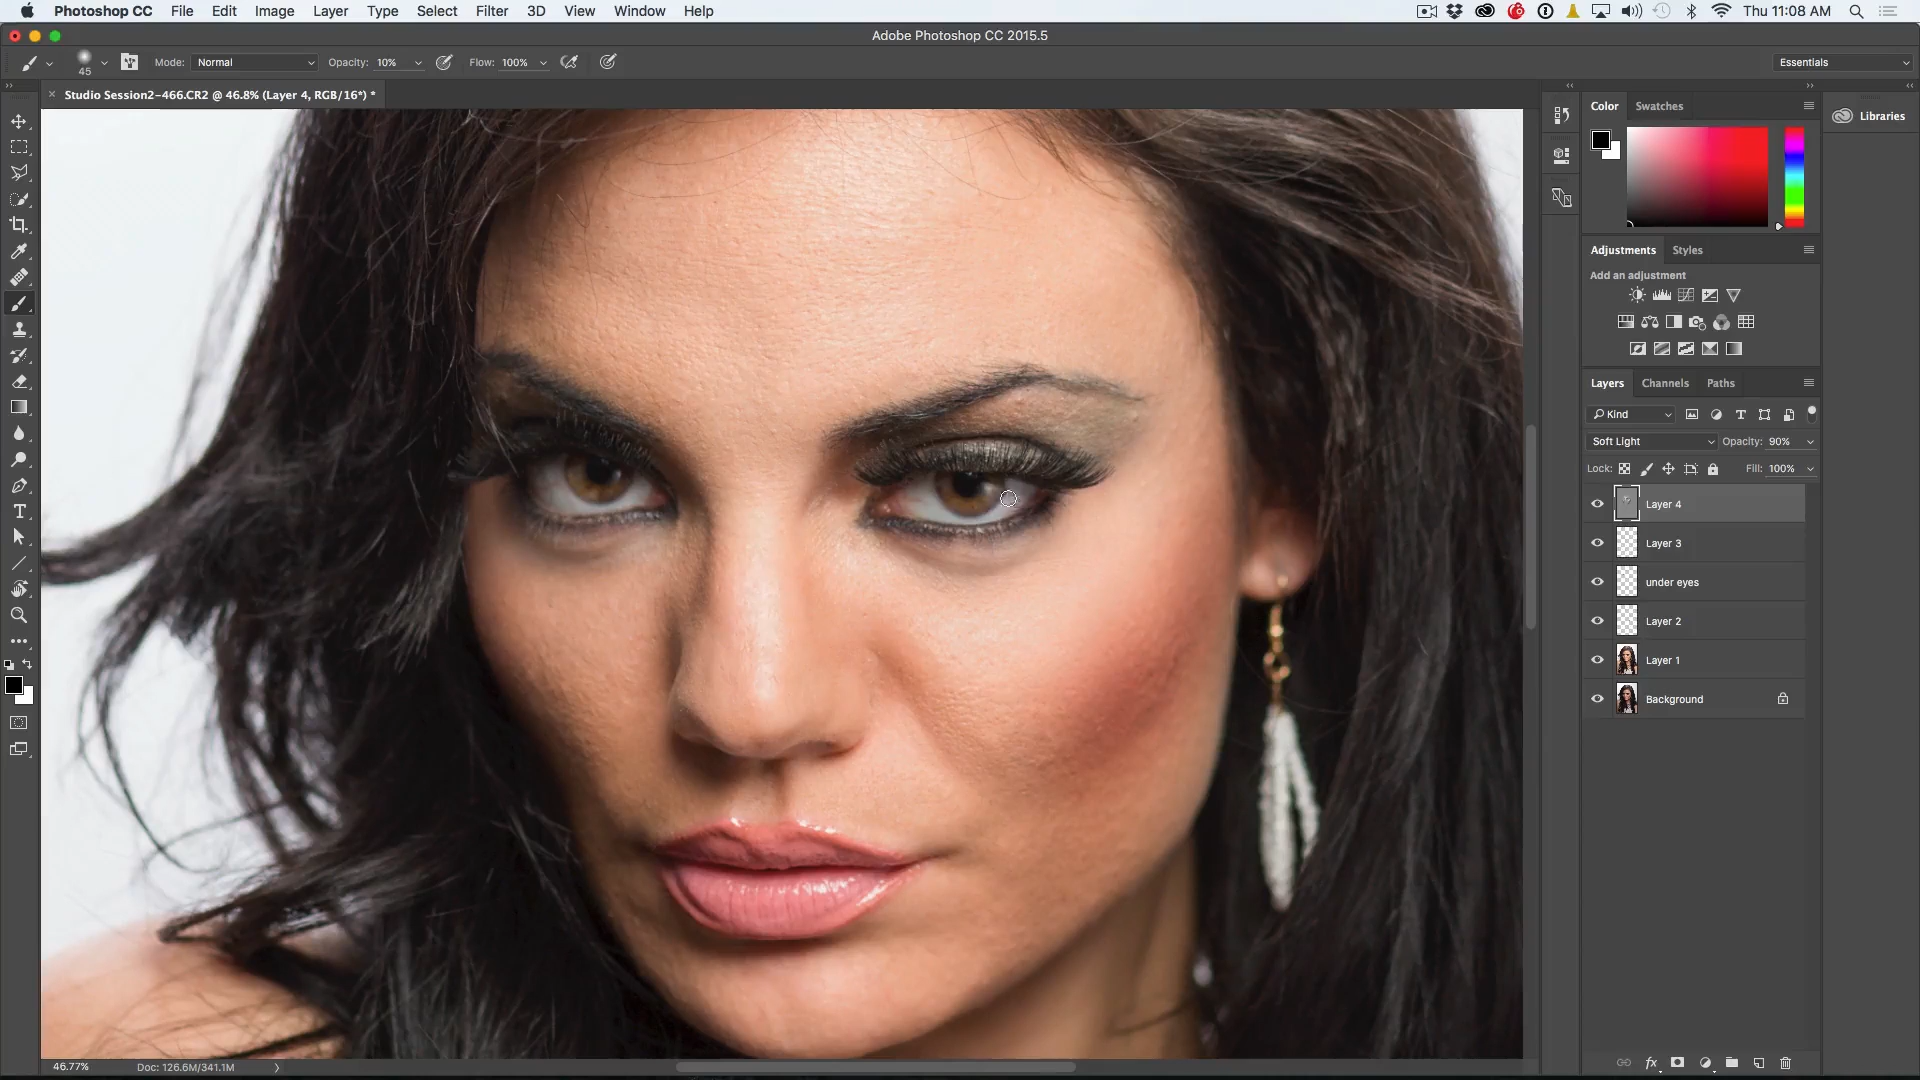 Photoshop CC File Edit Image Layer Type Select Filter 3D View Window Help Thu 11:08 AM
Adobe Photoshop CC 2015.5
45 Mode: Normal Opacity: 10% Flow: 100% Essentials
× Studio Session2-466.CR2 @ 46.8% (Layer 4, RGB/16*) *
Color Swatches
Libraries
Adjustments Styles
Add an adjustment
Layers Channels Paths
Kind
Soft Light Opacity: 90%
Lock: Fill: 100%
Layer 4
Layer 3
under eyes
Layer 2
Layer 1
Background
fx
46.77% Doc: 126.6M/341.1M